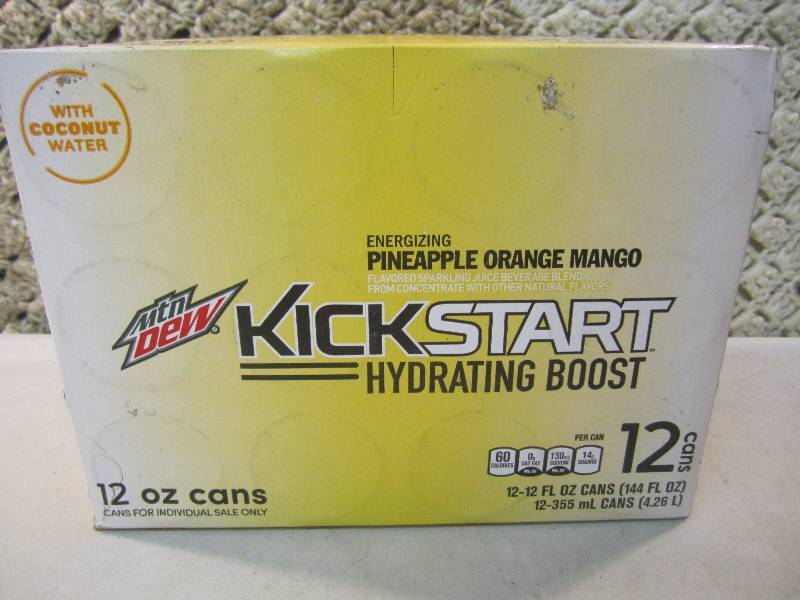 WITH
COCONUT
WATER
ENERGIZING
PINEAPPLE ORANGE MANGO
FLAVORED SPARKLING JUICE BEVERAGE BLEND
FROM CONCENTRATE WITH OTHER NATURAL FLAVORS
Mtn
DEW
KICKSTART
HYDRATING BOOST
PER CAN
60 CALORIES
0g SAT FAT
130mg SODIUM
14g SUGARS
12 cans
12 oz cans
CANS FOR INDIVIDUAL SALE ONLY
12-12 FL OZ CANS (144 FL OZ)
12-355 mL CANS (4.26 L)